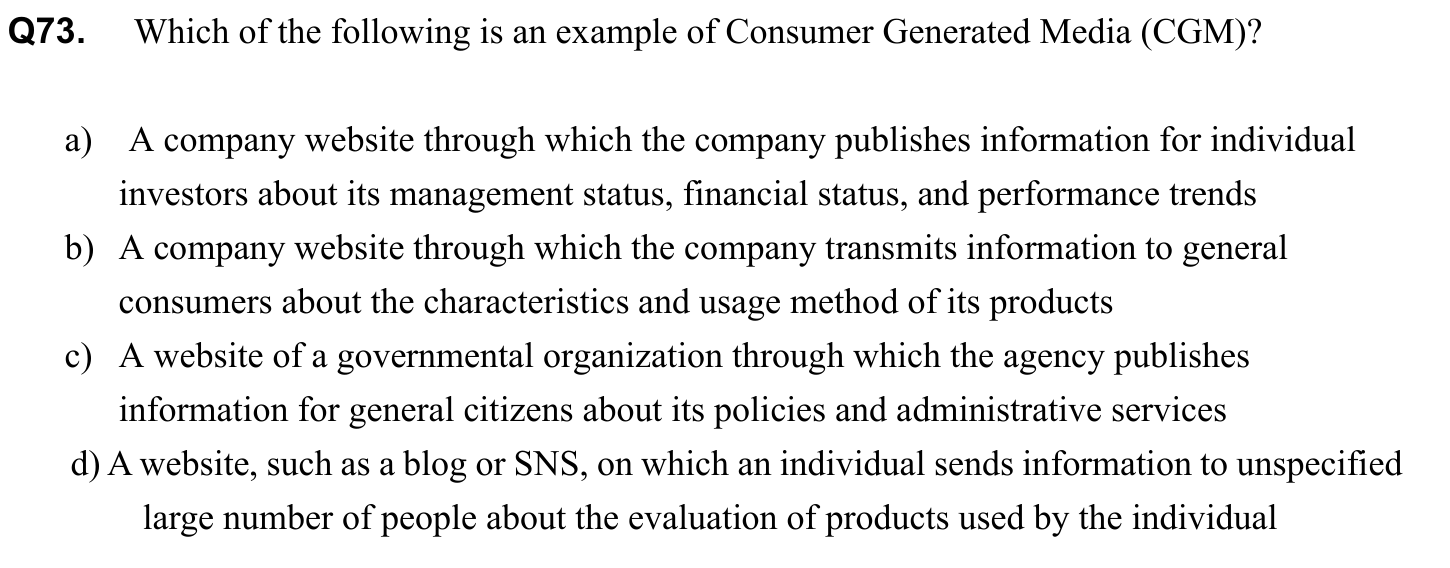 Q73. Which of the following is an example of Consumer Generated Media (CGM)?
a) A company website through which the company publishes information for individual
investors about its management status, financial status, and performance trends
b) A company website through which the company transmits information to general
consumers about the characteristics and usage method of its products
c) A website of a governmental organization through which the agency publishes
information for general citizens about its policies and administrative services
d) A website, such as a blog or SNS, on which an individual sends information to unspecified
large number of people about the evaluation of products used by the individual